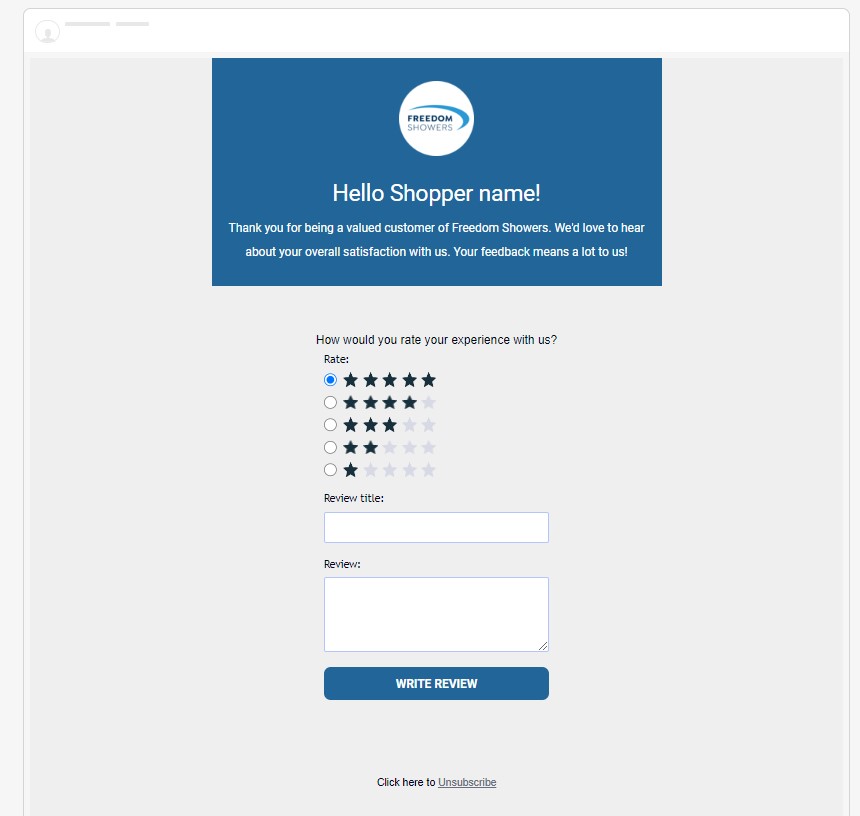 FREEDOM
SHOWERS
Hello Shopper name!
Thank you for being a valued customer of Freedom Showers. We'd love to hear
about your overall satisfaction with us. Your feedback means a lot to us!
How would you rate your experience with us?
Rate:
Review title:
Review:
WRITE REVIEW
Click here to Unsubscribe